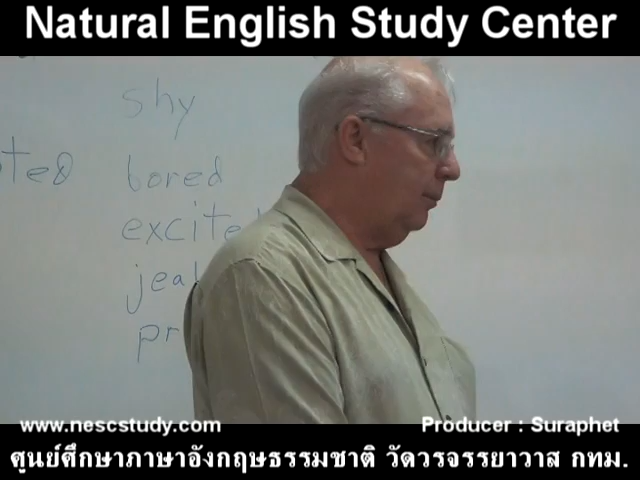 Natural English Study Center
shy
bored
excite
www.nescstudy.com
Producer : Suraphet
ศูนย์ศึกษาภาษาอังกฤษธรรมชาติ วัดวรจรรยาวาส กทม.